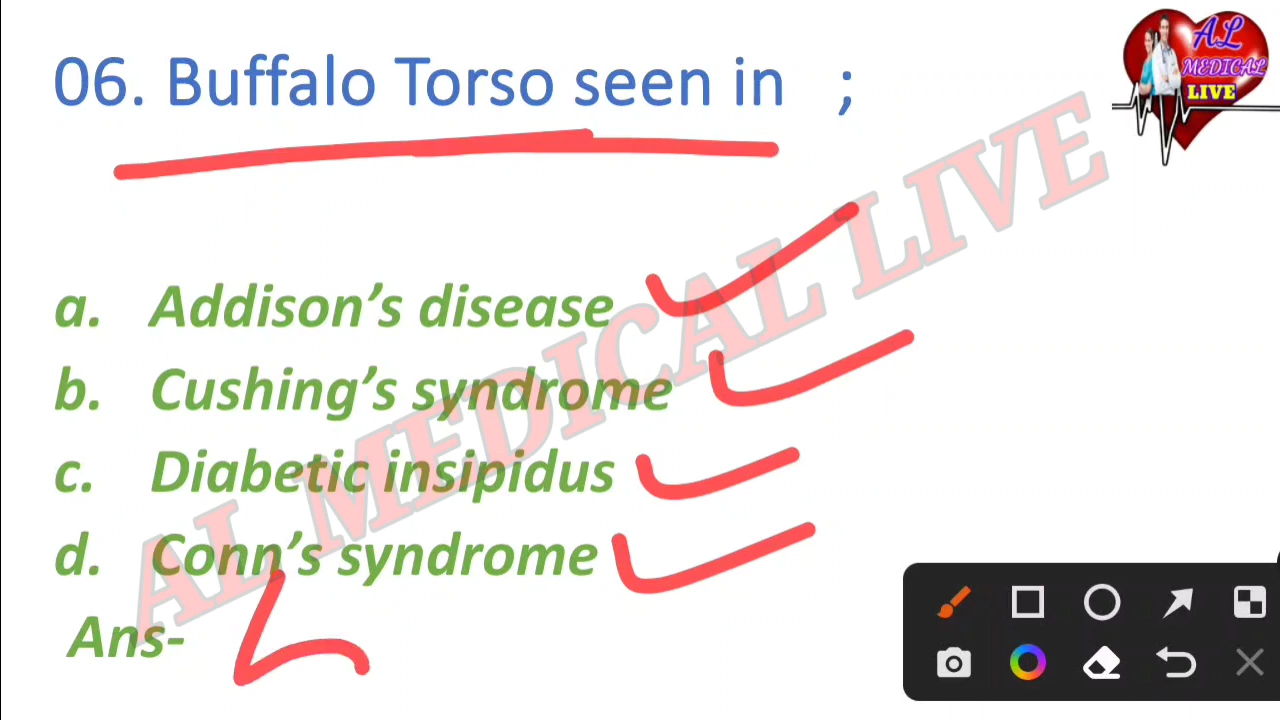 06. Buffalo Torso seen in ;
AL
MEDICAL
LIVE
a. Addison’s disease
b. Cushing’s syndrome
c. Diabetic insipidus
d. Conn’s syndrome
Ans-
AL MEDICAL LIVE